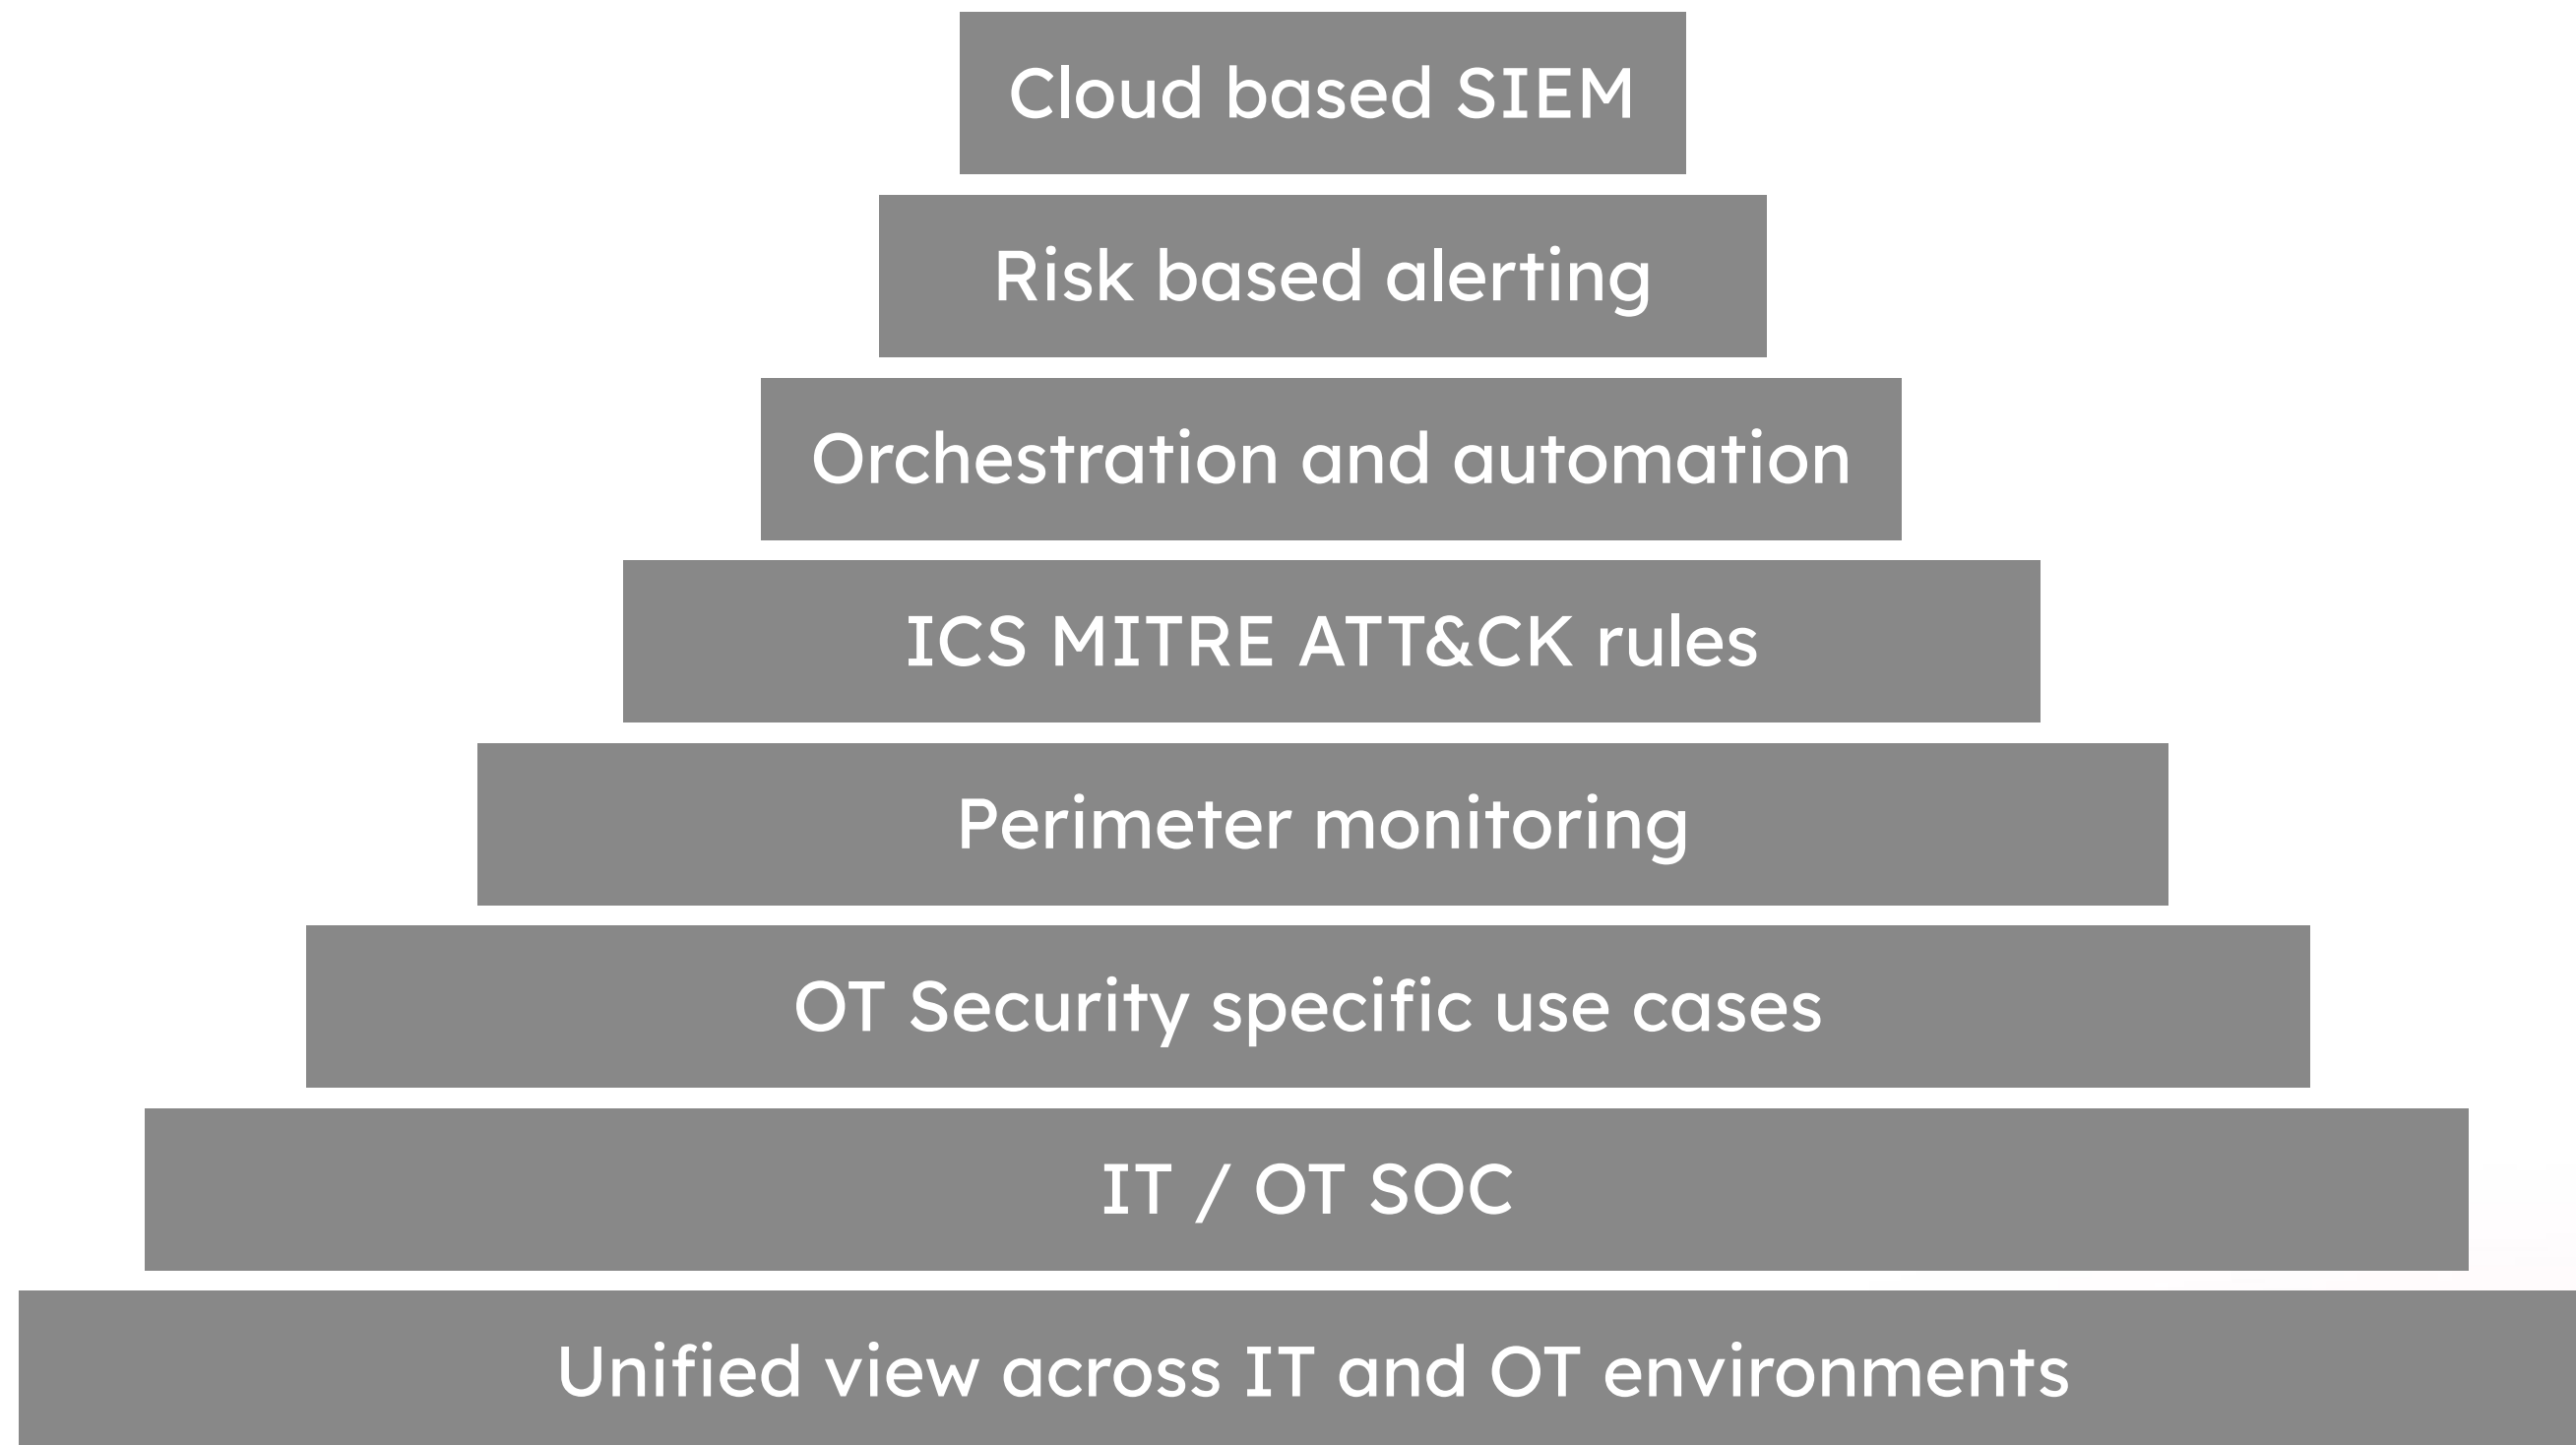 Cloud based SIEM
Risk based alerting
Orchestration and automation
ICS MITRE ATT&CK rules
Perimeter monitoring
OT Security specific use cases
IT / OT SOC
Unified view across IT and OT environments